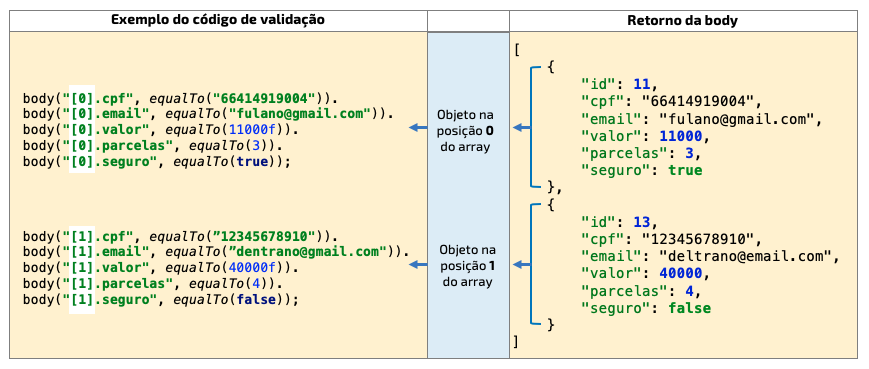 Exemplo do código de validação
Retorno da body
body("[0].cpf", equalTo("66414919004")).
body("[0].email", equalTo("fulano@gmail.com")).
body("[0].valor", equalTo(11000f)).
body("[0].parcelas", equalTo(3)).
body("[0].seguro", equalTo(true));
body("[1].cpf", equalTo(”12345678910")).
body("[1].email", equalTo(”dentrano@gmail.com")).
body("[1].valor", equalTo(40000f)).
body("[1].parcelas", equalTo(4)).
body("[1].seguro", equalTo(false));
Objeto na
posição 0
do array
Objeto na
posição 1
do array
[
{
"id": 11,
"cpf": "66414919004",
"email": "fulano@gmail.com",
"valor": 11000,
"parcelas": 3,
"seguro": true
},
{
"id": 13,
"cpf": "12345678910",
"email": "deltrano@email.com",
"valor": 40000,
"parcelas": 4,
"seguro": false
}
]